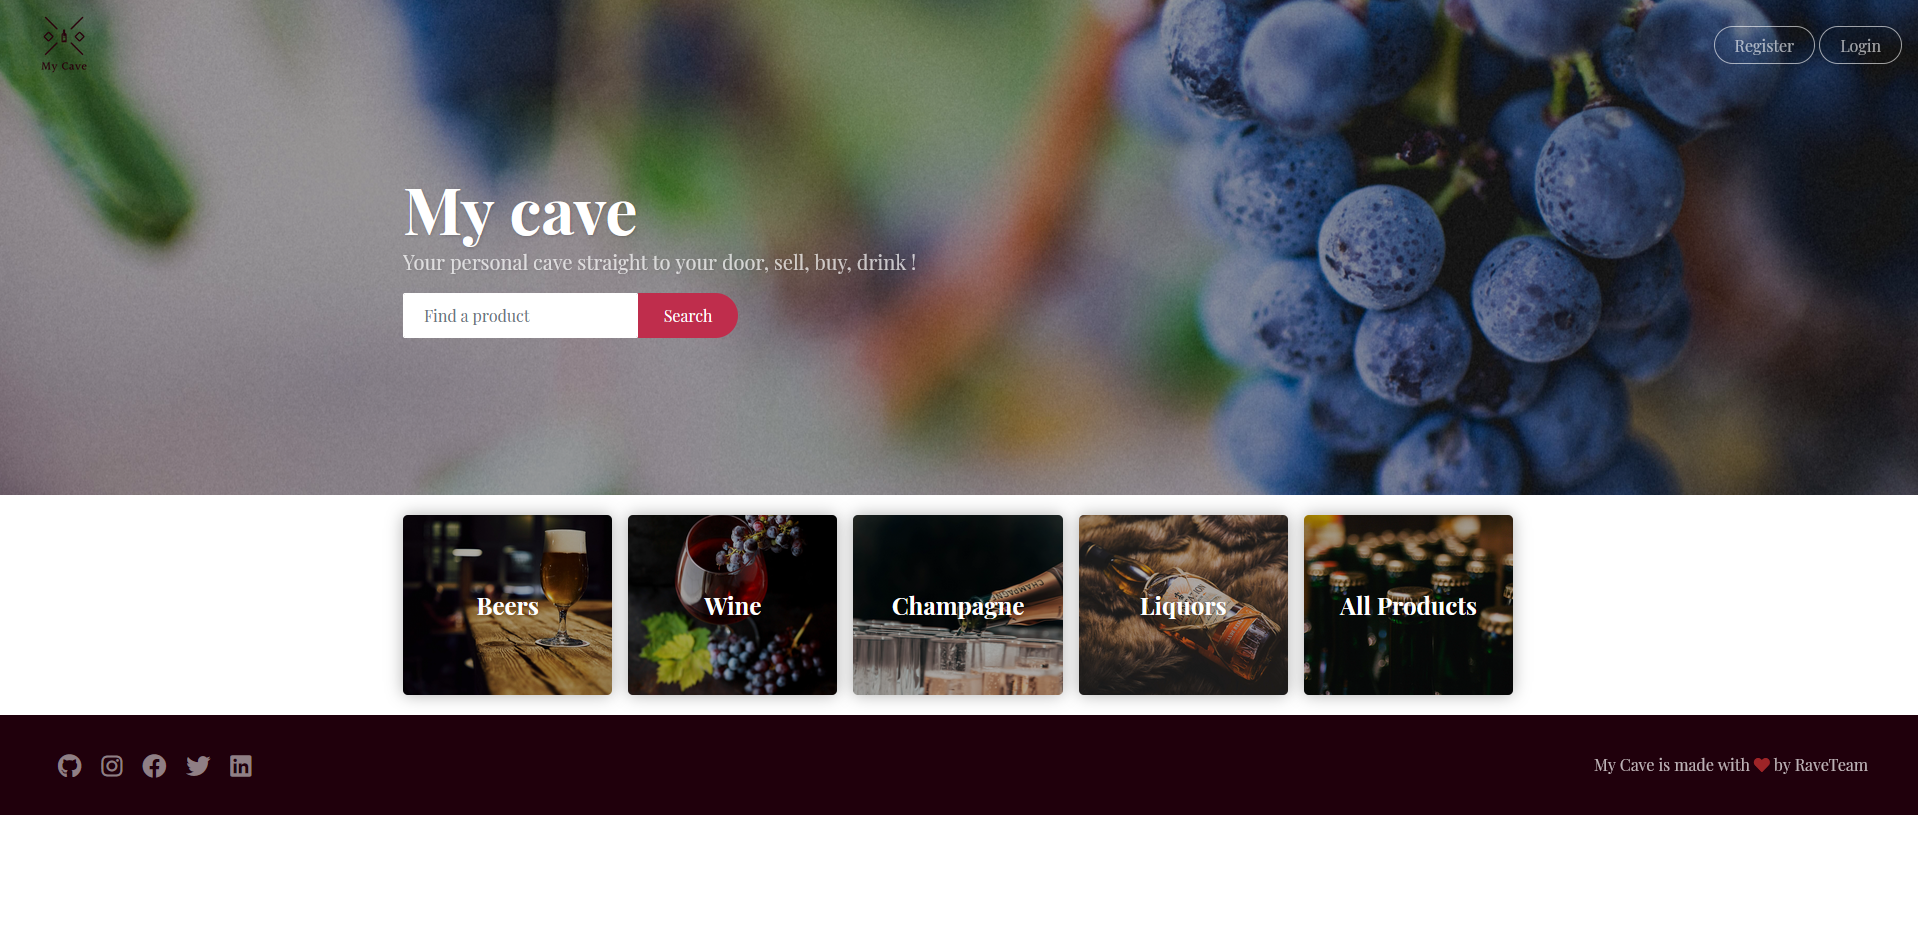 My Cave
Register
Login
My cave
Your personal cave straight to your door, sell, buy, drink !
Find a product
Search
Beers
Wine
Champagne
Liquors
All Products
My Cave is made with by RaveTeam